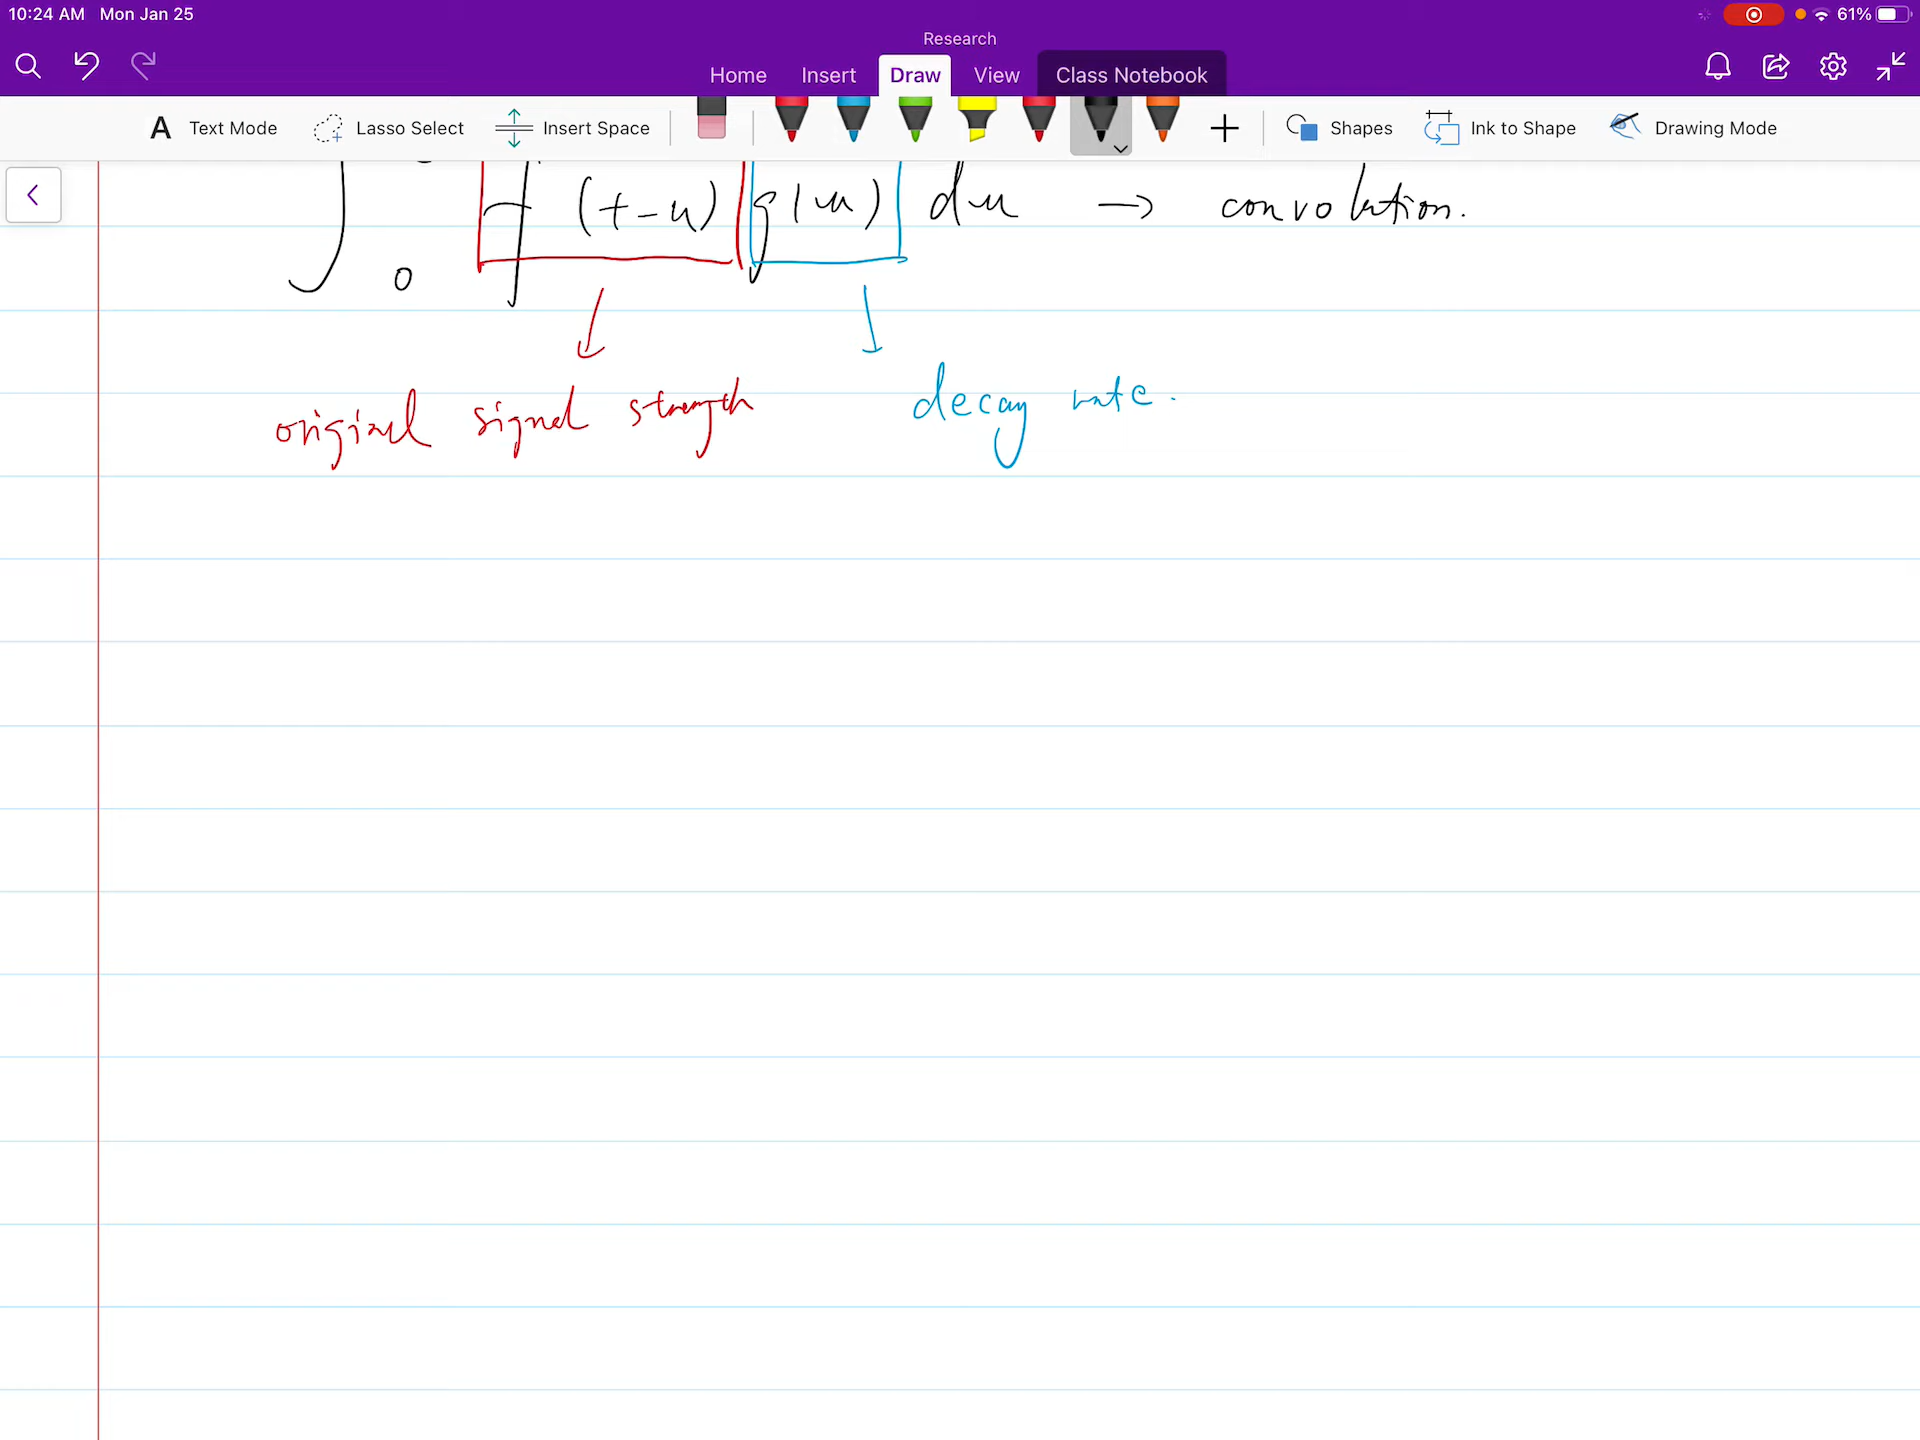 10:24 AM Mon Jan 25
61%
Research
Home Insert Draw View Class Notebook
A Text Mode Lasso Select Insert Space Shapes Ink to Shape Drawing Mode
∫ 0 f (t-u) g(u) du → convolution.
original signal strength decay rate.